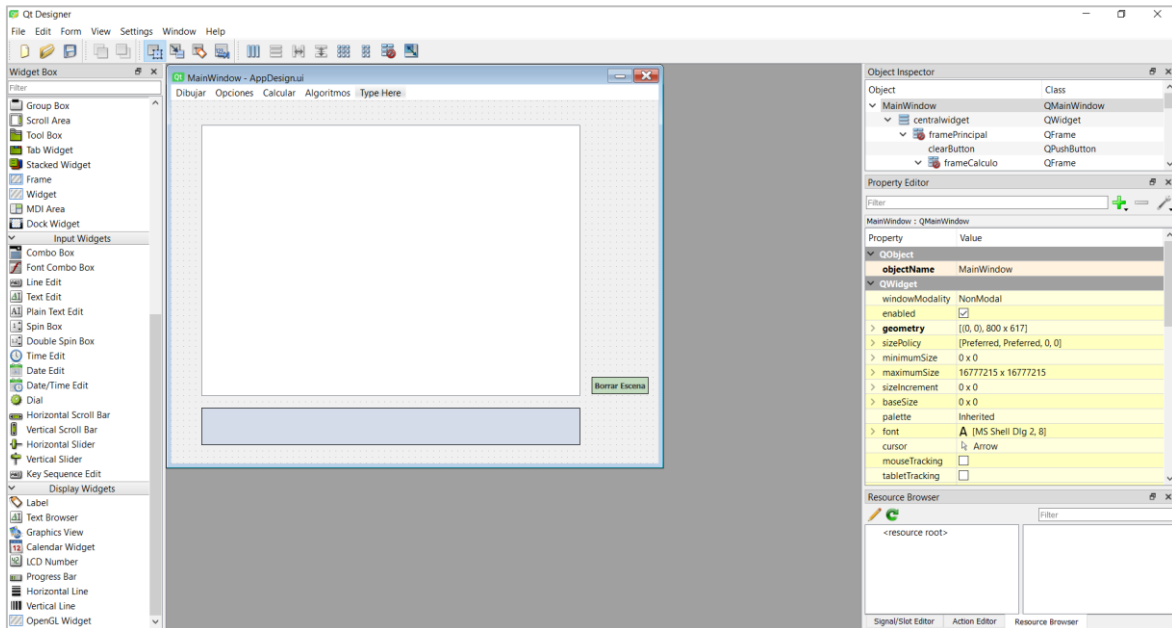 Qt Designer
File Edit Form View Settings Window Help
Widget Box
Filter
Group Box
Scroll Area
Tool Box
Tab Widget
Stacked Widget
Frame
Widget
MDI Area
Dock Widget
Input Widgets
Combo Box
Font Combo Box
Line Edit
Text Edit
Plain Text Edit
Spin Box
Double Spin Box
Time Edit
Date Edit
Date/Time Edit
Dial
Horizontal Scroll Bar
Vertical Scroll Bar
Horizontal Slider
Vertical Slider
Key Sequence Edit
Display Widgets
Label
Text Browser
Graphics View
Calendar Widget
LCD Number
Progress Bar
Horizontal Line
Vertical Line
OpenGL Widget
MainWindow - AppDesign.ui
Dibujar Opciones Calcular Algoritmos Type Here
Borrar Escena
Object Inspector
Object Class
MainWindow QMainWindow
centralwidget QWidget
framePrincipal QFrame
clearButton QPushButton
frameCalculo QFrame
Property Editor
Filter
MainWindow : QMainWindow
Property Value
QObject
objectName MainWindow
QWidget
windowModality NonModal
enabled
geometry [(0, 0), 800 x 617]
sizePolicy [Preferred, Preferred, 0, 0]
minimumSize 0 x 0
maximumSize 16777215 x 16777215
sizeIncrement 0 x 0
baseSize 0 x 0
palette Inherited
font A [MS Shell Dlg 2, 8]
cursor Arrow
mouseTracking
tabletTracking
Resource Browser
Filter
<resource root>
Signal/Slot Editor Action Editor Resource Browser